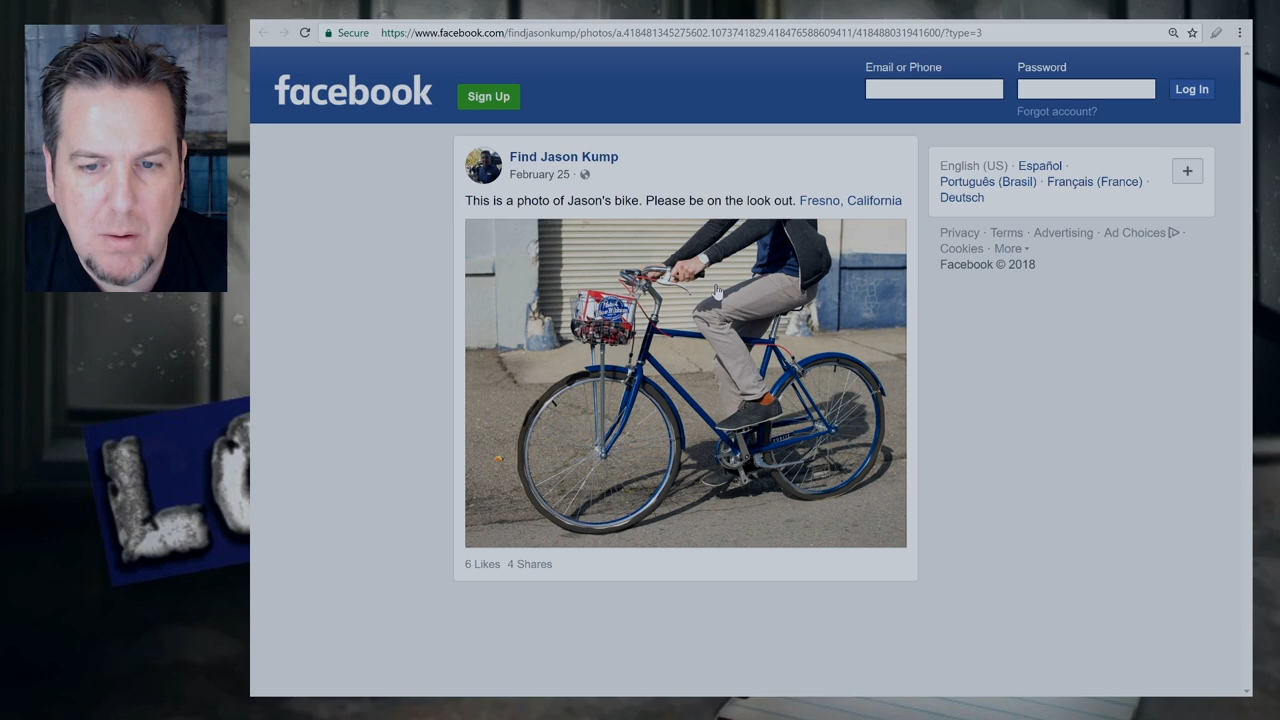 Secure https://www.facebook.com/findjasonkump/photos/a.418481345275602.1073741829.418476588609411/418488031941600/?type=3
facebook
Sign Up
Email or Phone
Password
Log In
Forgot account?
Find Jason Kump
February 25 ·
This is a photo of Jason's bike. Please be on the look out. Fresno, California
6 Likes 4 Shares
English (US) · Español ·
Português (Brasil) · Français (France) ·
Deutsch
+
Privacy · Terms · Advertising · Ad Choices ·
Cookies · More
Facebook © 2018
LO